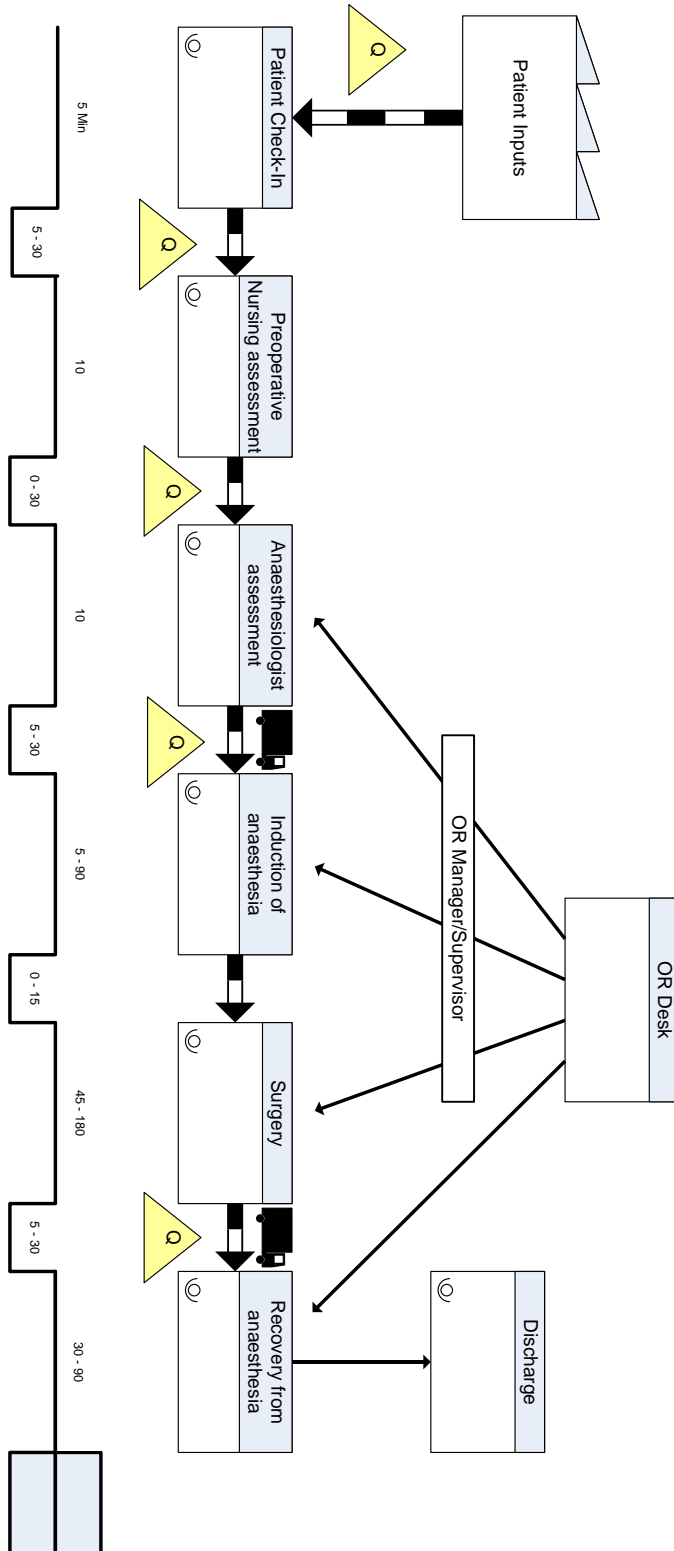 OR Desk
Patient Inputs
OR Manager/Supervisor
Discharge
Q
Patient Check-In
Preoperative
Nursing assessment
Anaesthesiologist
assessment
Induction of
anaesthesia
Surgery
Recovery from
anaesthesia
Q
Q
Q
Q
5 Min
10
10
5 - 90
45 - 180
30 - 90
5 - 30
0 - 30
5 - 30
0 - 15
5 - 30